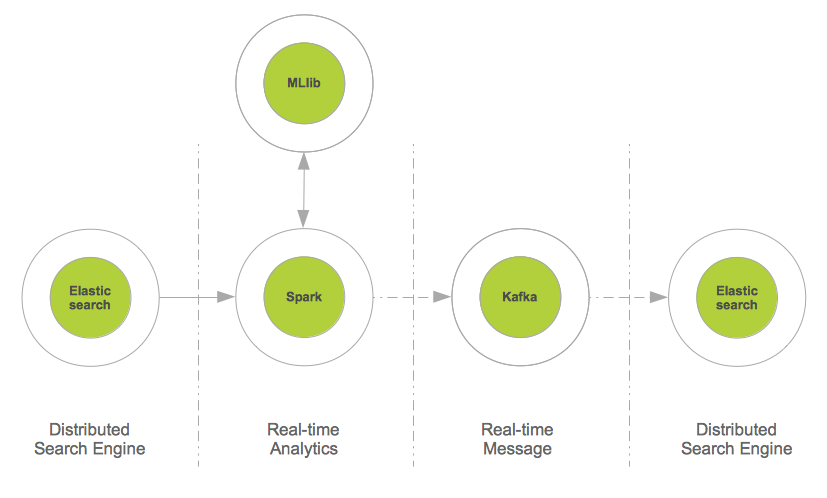 MLlib
Elastic
search
Spark
Kafka
Elastic
search
Distributed
Search Engine
Real-time
Analytics
Real-time
Message
Distributed
Search Engine